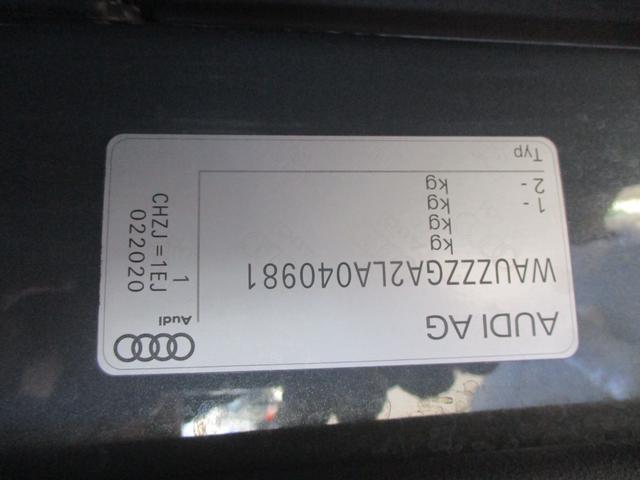 AUDI AG
WAUZZZGA2LA040981
kg
kg
1 - kg
2 - kg
Typ
Audi
022020
CHZJ =1EJ
1